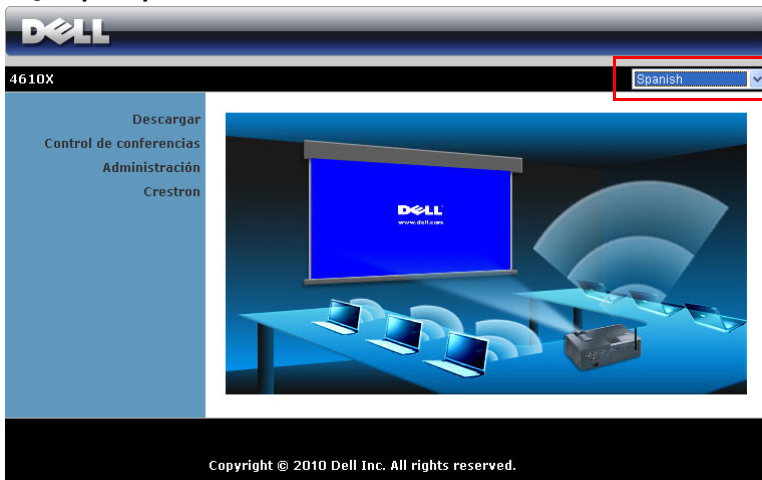 DELL
4610X
Spanish
Descargar
Control de conferencias
Administración
Crestron
DELL
www.dell.com
Copyright © 2010 Dell Inc. All rights reserved.